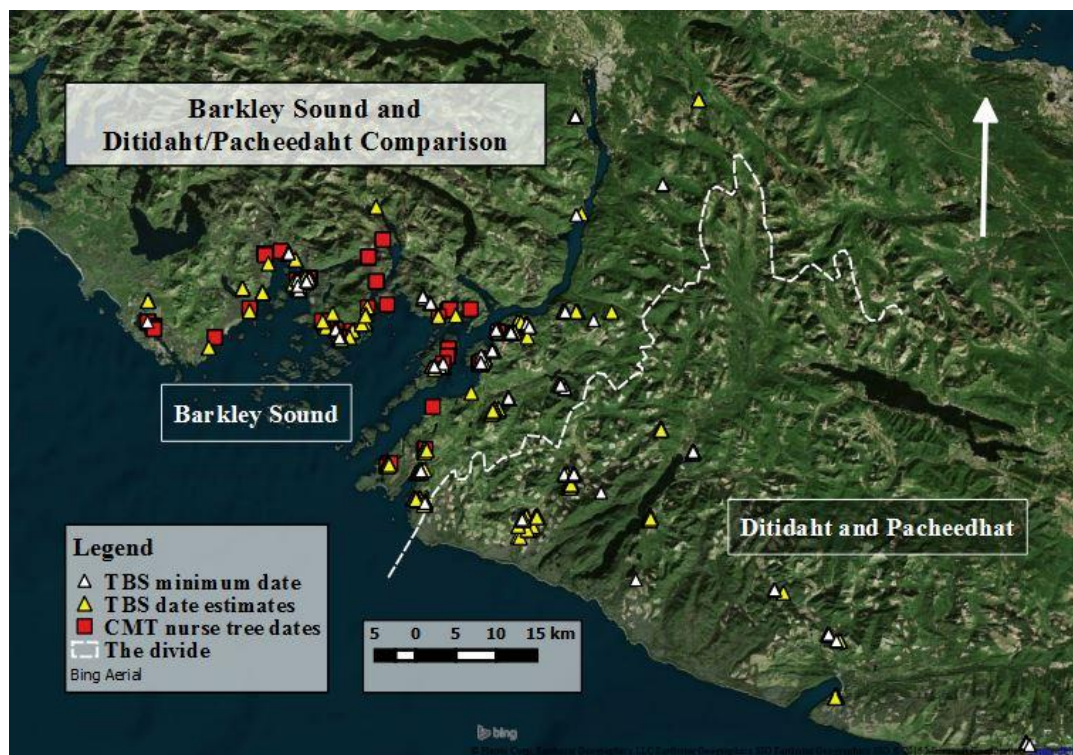 Barkley Sound and
Ditidaht/Pacheedaht Comparison
Barkley Sound
Ditidaht and Pacheedhat
Legend
TBS minimum date
TBS date estimates
CMT nurse tree dates
The divide
Bing Aerial
5 0 5 10 15 km
bing